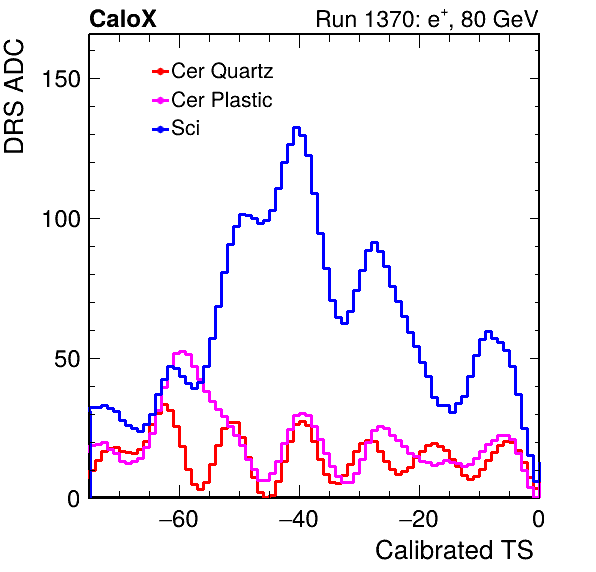 CaloX Run 1370: e⁺, 80 GeV
DRS ADC
150
100
50
0
Cer Quartz
Cer Plastic
Sci
−60 −40 −20 0
Calibrated TS